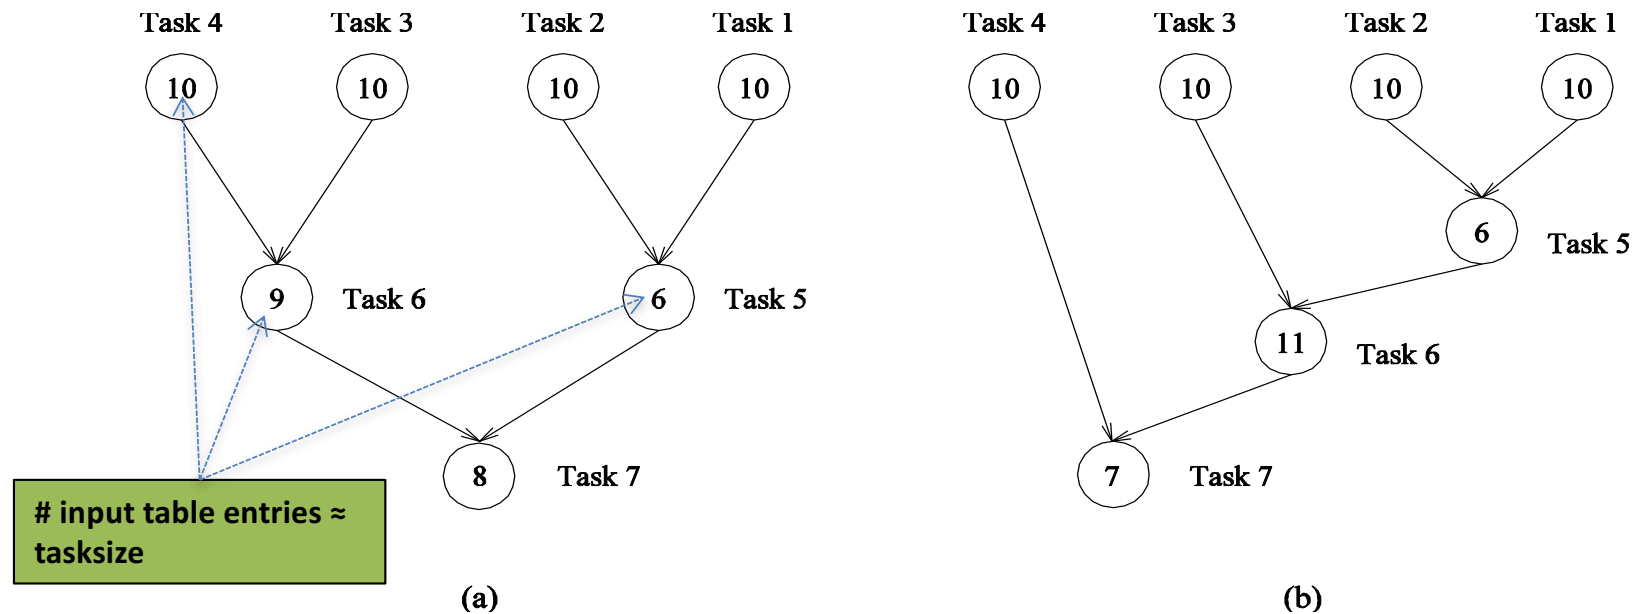 Task 4 Task 3 Task 2 Task 1
10 10 10 10
9 Task 6 6 Task 5
8 Task 7
# input table entries ≈
tasksize
(a)
Task 4 Task 3 Task 2 Task 1
10 10 10 10
6 Task 5
11 Task 6
7 Task 7
(b)